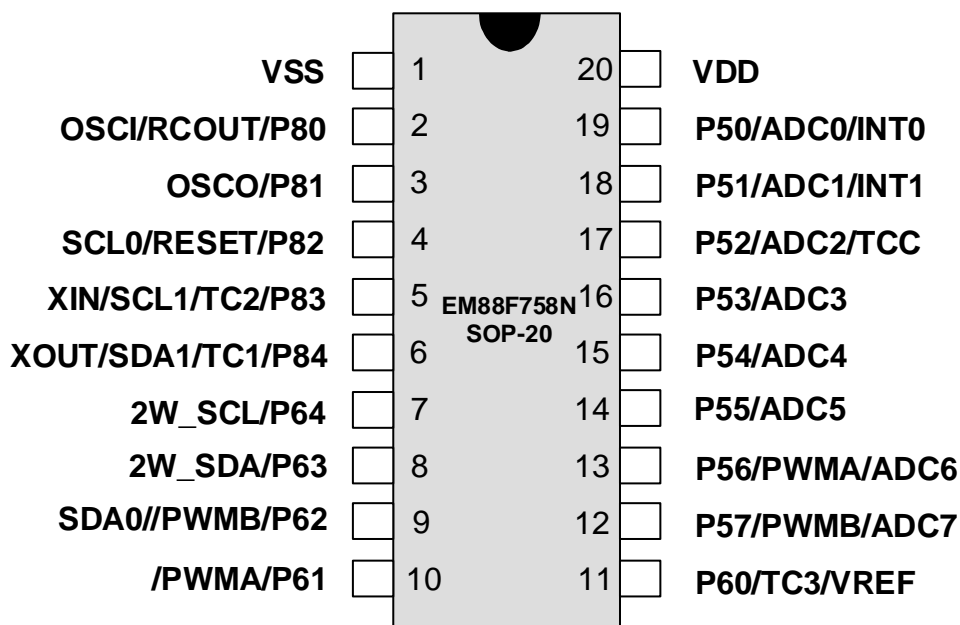 VSS 1 20 VDD
OSCI/RCOUT/P80 2 19 P50/ADC0/INT0
OSCO/P81 3 18 P51/ADC1/INT1
SCL0/RESET/P82 4 17 P52/ADC2/TCC
XIN/SCL1/TC2/P83 5 16 P53/ADC3
EM88F758N
SOP-20
XOUT/SDA1/TC1/P84 6 15 P54/ADC4
2W_SCL/P64 7 14 P55/ADC5
2W_SDA/P63 8 13 P56/PWMA/ADC6
SDA0//PWMB/P62 9 12 P57/PWMB/ADC7
/PWMA/P61 10 11 P60/TC3/VREF